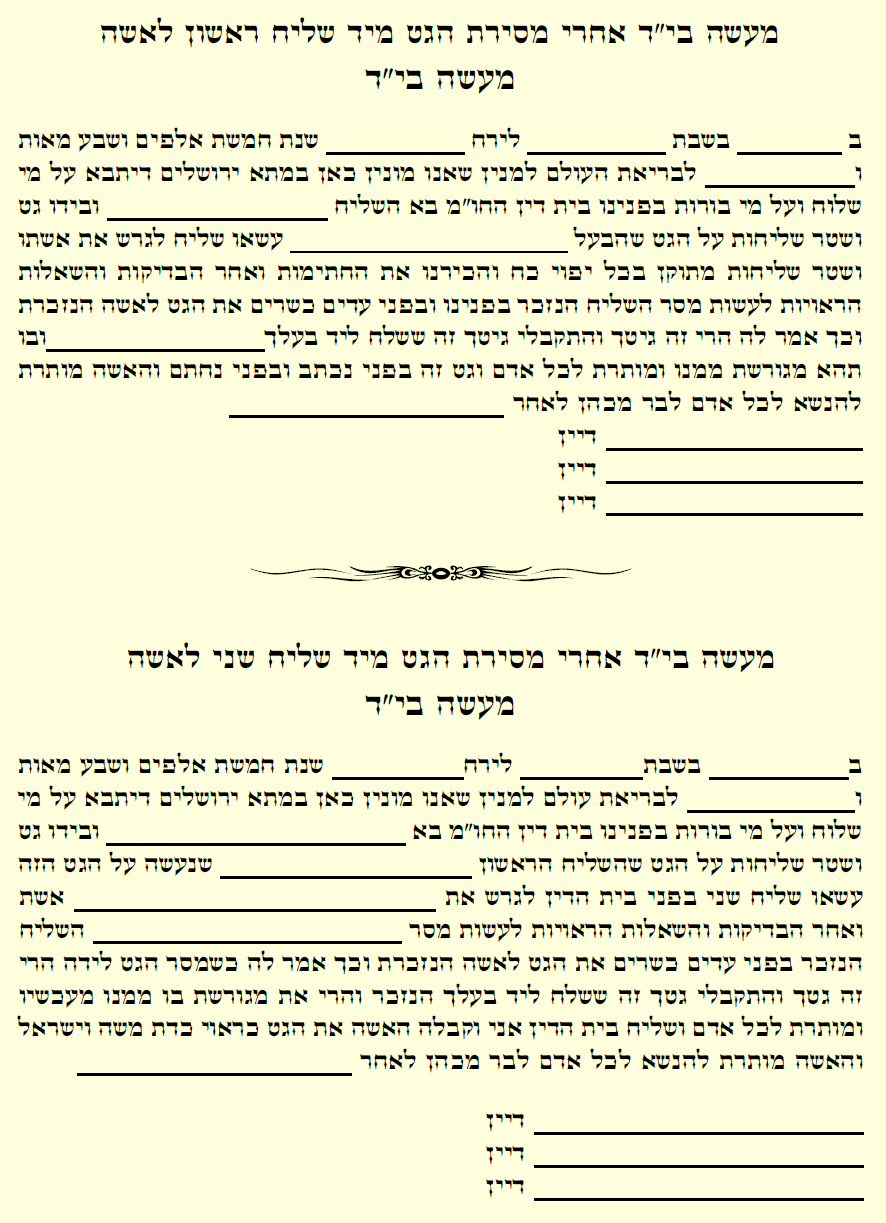 מעשה בי״ד אחרי מסירת הגט מיד שליח ראשון לאשה
מעשה בי״ד
ב ________ בשבת ________ לירח ________ שנת חמשת אלפים ושבע מאות
ו________ לבריאת העולם למנין שאנו מונין כאן במתא ירושלים דיתבא על מי
שלוח ועל מי בורות בפנינו בית דין החו״מ בא השליח ________ ובידו גט
ושטר שליחות על הגט שהבעל ________ עשאו שליח לגרש את אשתו
ושטר שליחות מתוקן בכל יפוי כח והכירנו את החתימות ואחר הבדיקות והשאלות
הראויות לעשות מסר השליח הנזכר בפנינו ובפני עדים כשרים את הגט לאשה הנזכרת
וכך אמר לה הרי זה גיטך והתקבלי גיטך זה ששלח ליד בעלך________ובו
תהא מגורשת ממנו ומותרת לכל אדם וגט זה בפני נכתב ובפני נחתם והאשה מותרת
להנשא לכל אדם לבר מכהן לאחר ________
________ דיין
________ דיין
________ דיין
מעשה בי״ד אחרי מסירת הגט מיד שליח שני לאשה
מעשה בי״ד
ב________ בשבת________ לירח________ שנת חמשת אלפים ושבע מאות
ו________ לבריאת עולם למנין שאנו מונין כאן במתא ירושלים דיתבא על מי
שלוח ועל מי בורות בפנינו בית דין החו״מ בא ________ ובידו גט
ושטר שליחות על הגט שהשליח הראשון ________ שנעשה על הגט הזה
עשאו שליח שני בפני בית הדין לגרש את ________ אשת
ואחר הבדיקות והשאלות הראויות לעשות מסר ________ השליח
הנזכר בפני עדים כשרים את הגט לאשה הנזכרת וכך אמר לה כשמסר הגט לידה הרי
זה גטך והתקבלי גטך זה ששלח ליד בעלך הנזכר והרי את מגורשת בו ממנו מעכשיו
ומותרת לכל אדם ושליח בית הדין אני וקבלה האשה את הגט כראוי כדת משה וישראל
והאשה מותרת להנשא לכל אדם לבר מכהן לאחר ________
________ דיין
________ דיין
________ דיין